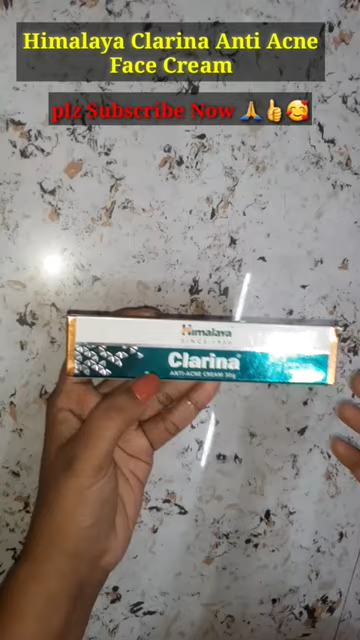 Himalaya Clarina Anti Acne
Face Cream
plz Subscribe Now 🙏👍🥰
Himalaya
SINCE 1930
Clarina
ANTI-ACNE CREAM 30g